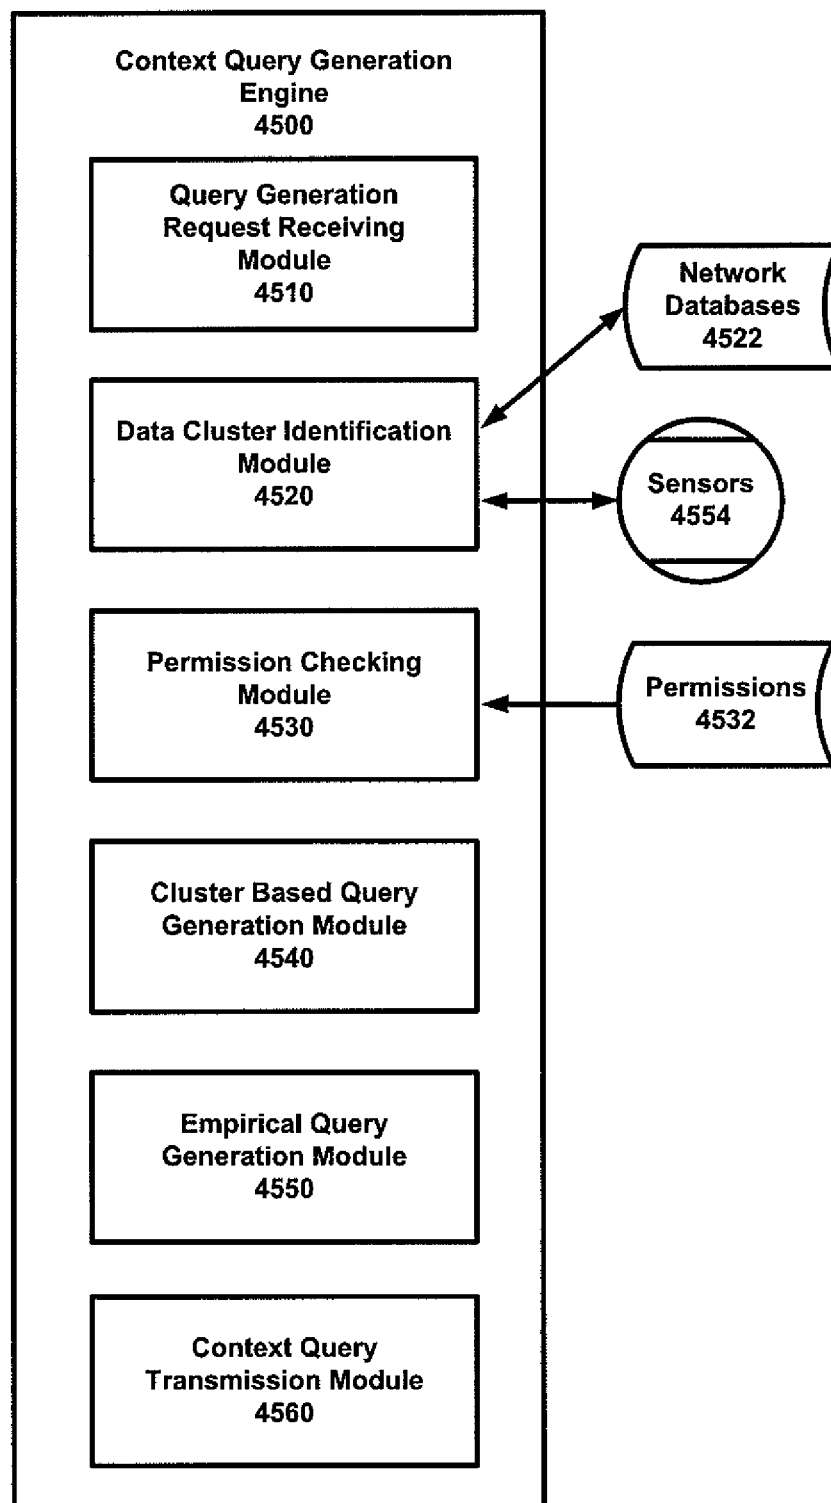 Context Query Generation
Engine
4500
Query Generation
Request Receiving
Module
4510
Network
Databases
4522
Data Cluster Identification
Module
4520
Sensors
4554
Permission Checking
Module
4530
Permissions
4532
Cluster Based Query
Generation Module
4540
Empirical Query
Generation Module
4550
Context Query
Transmission Module
4560